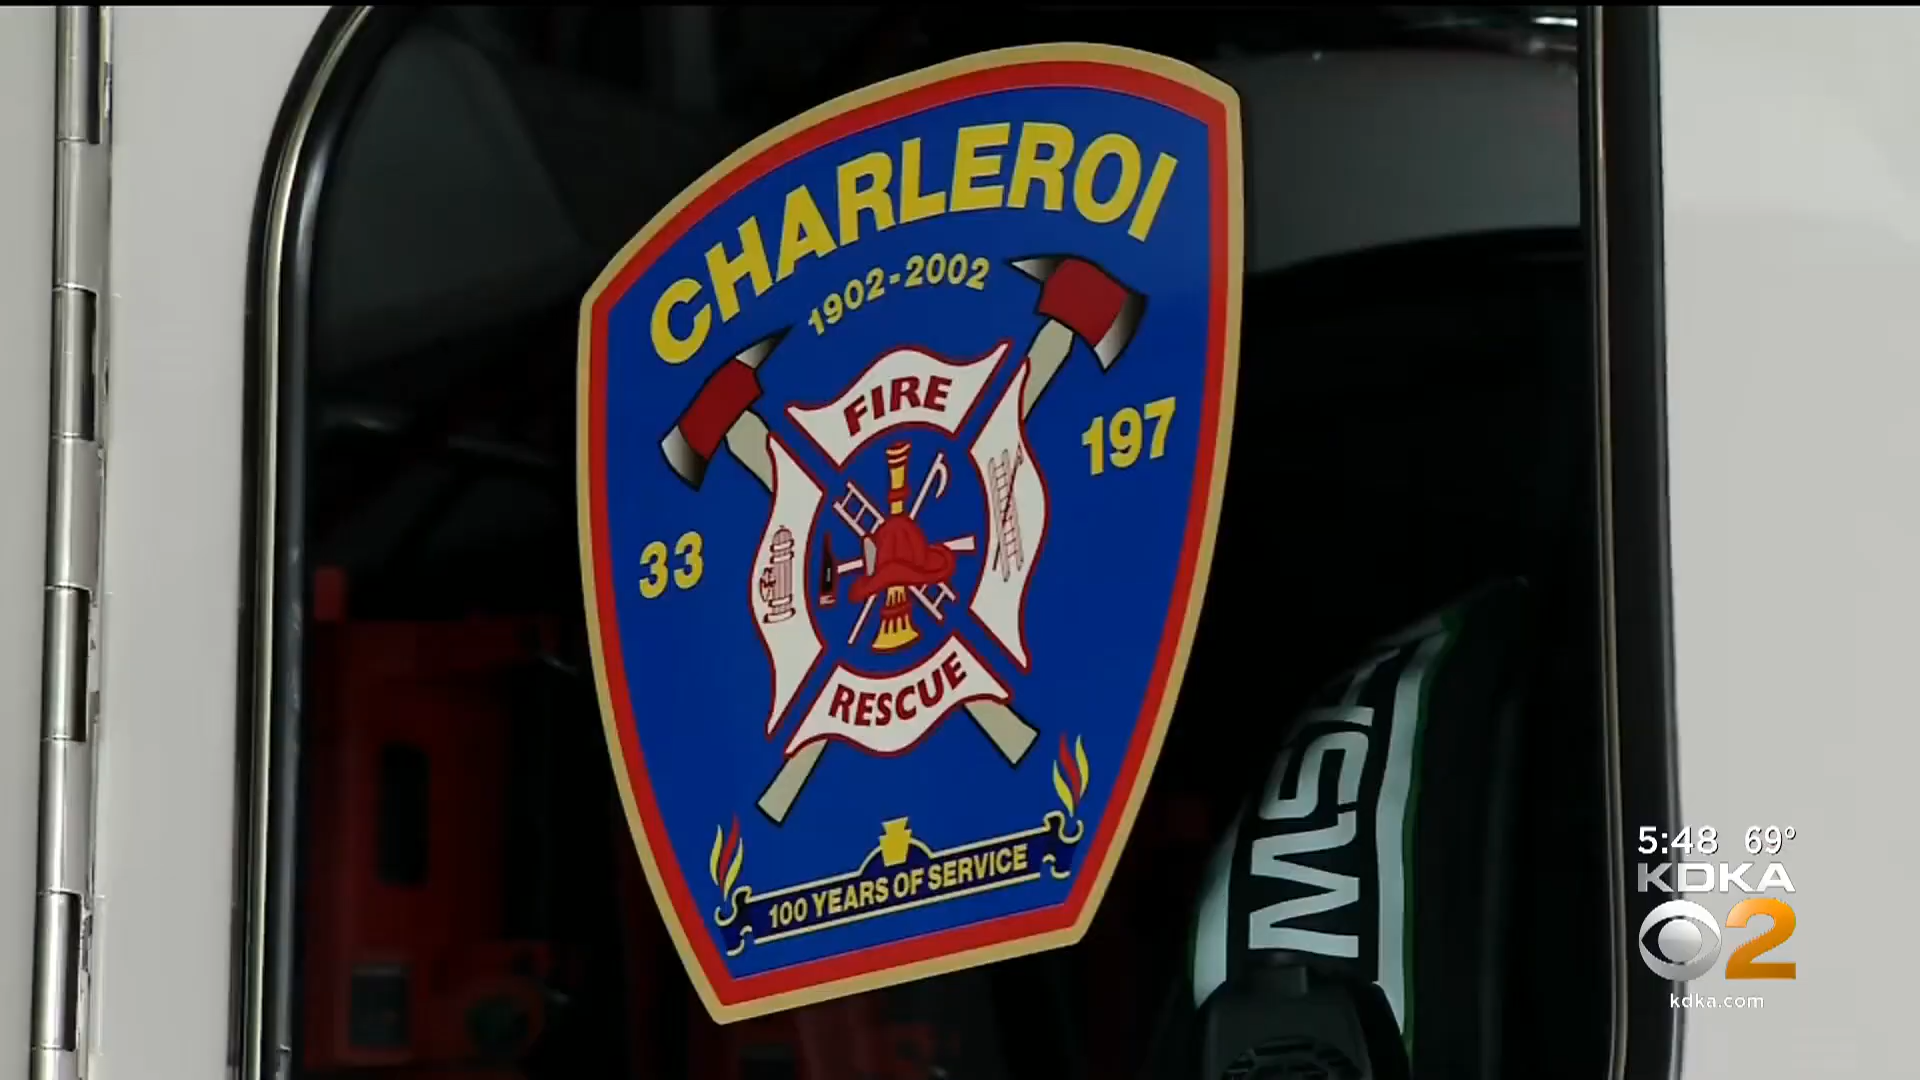 CHARLEROI
1902-2002
FIRE
197
33
RESCUE
100 YEARS OF SERVICE
MSA
5:48 69°
KDKA
2
kdka.com